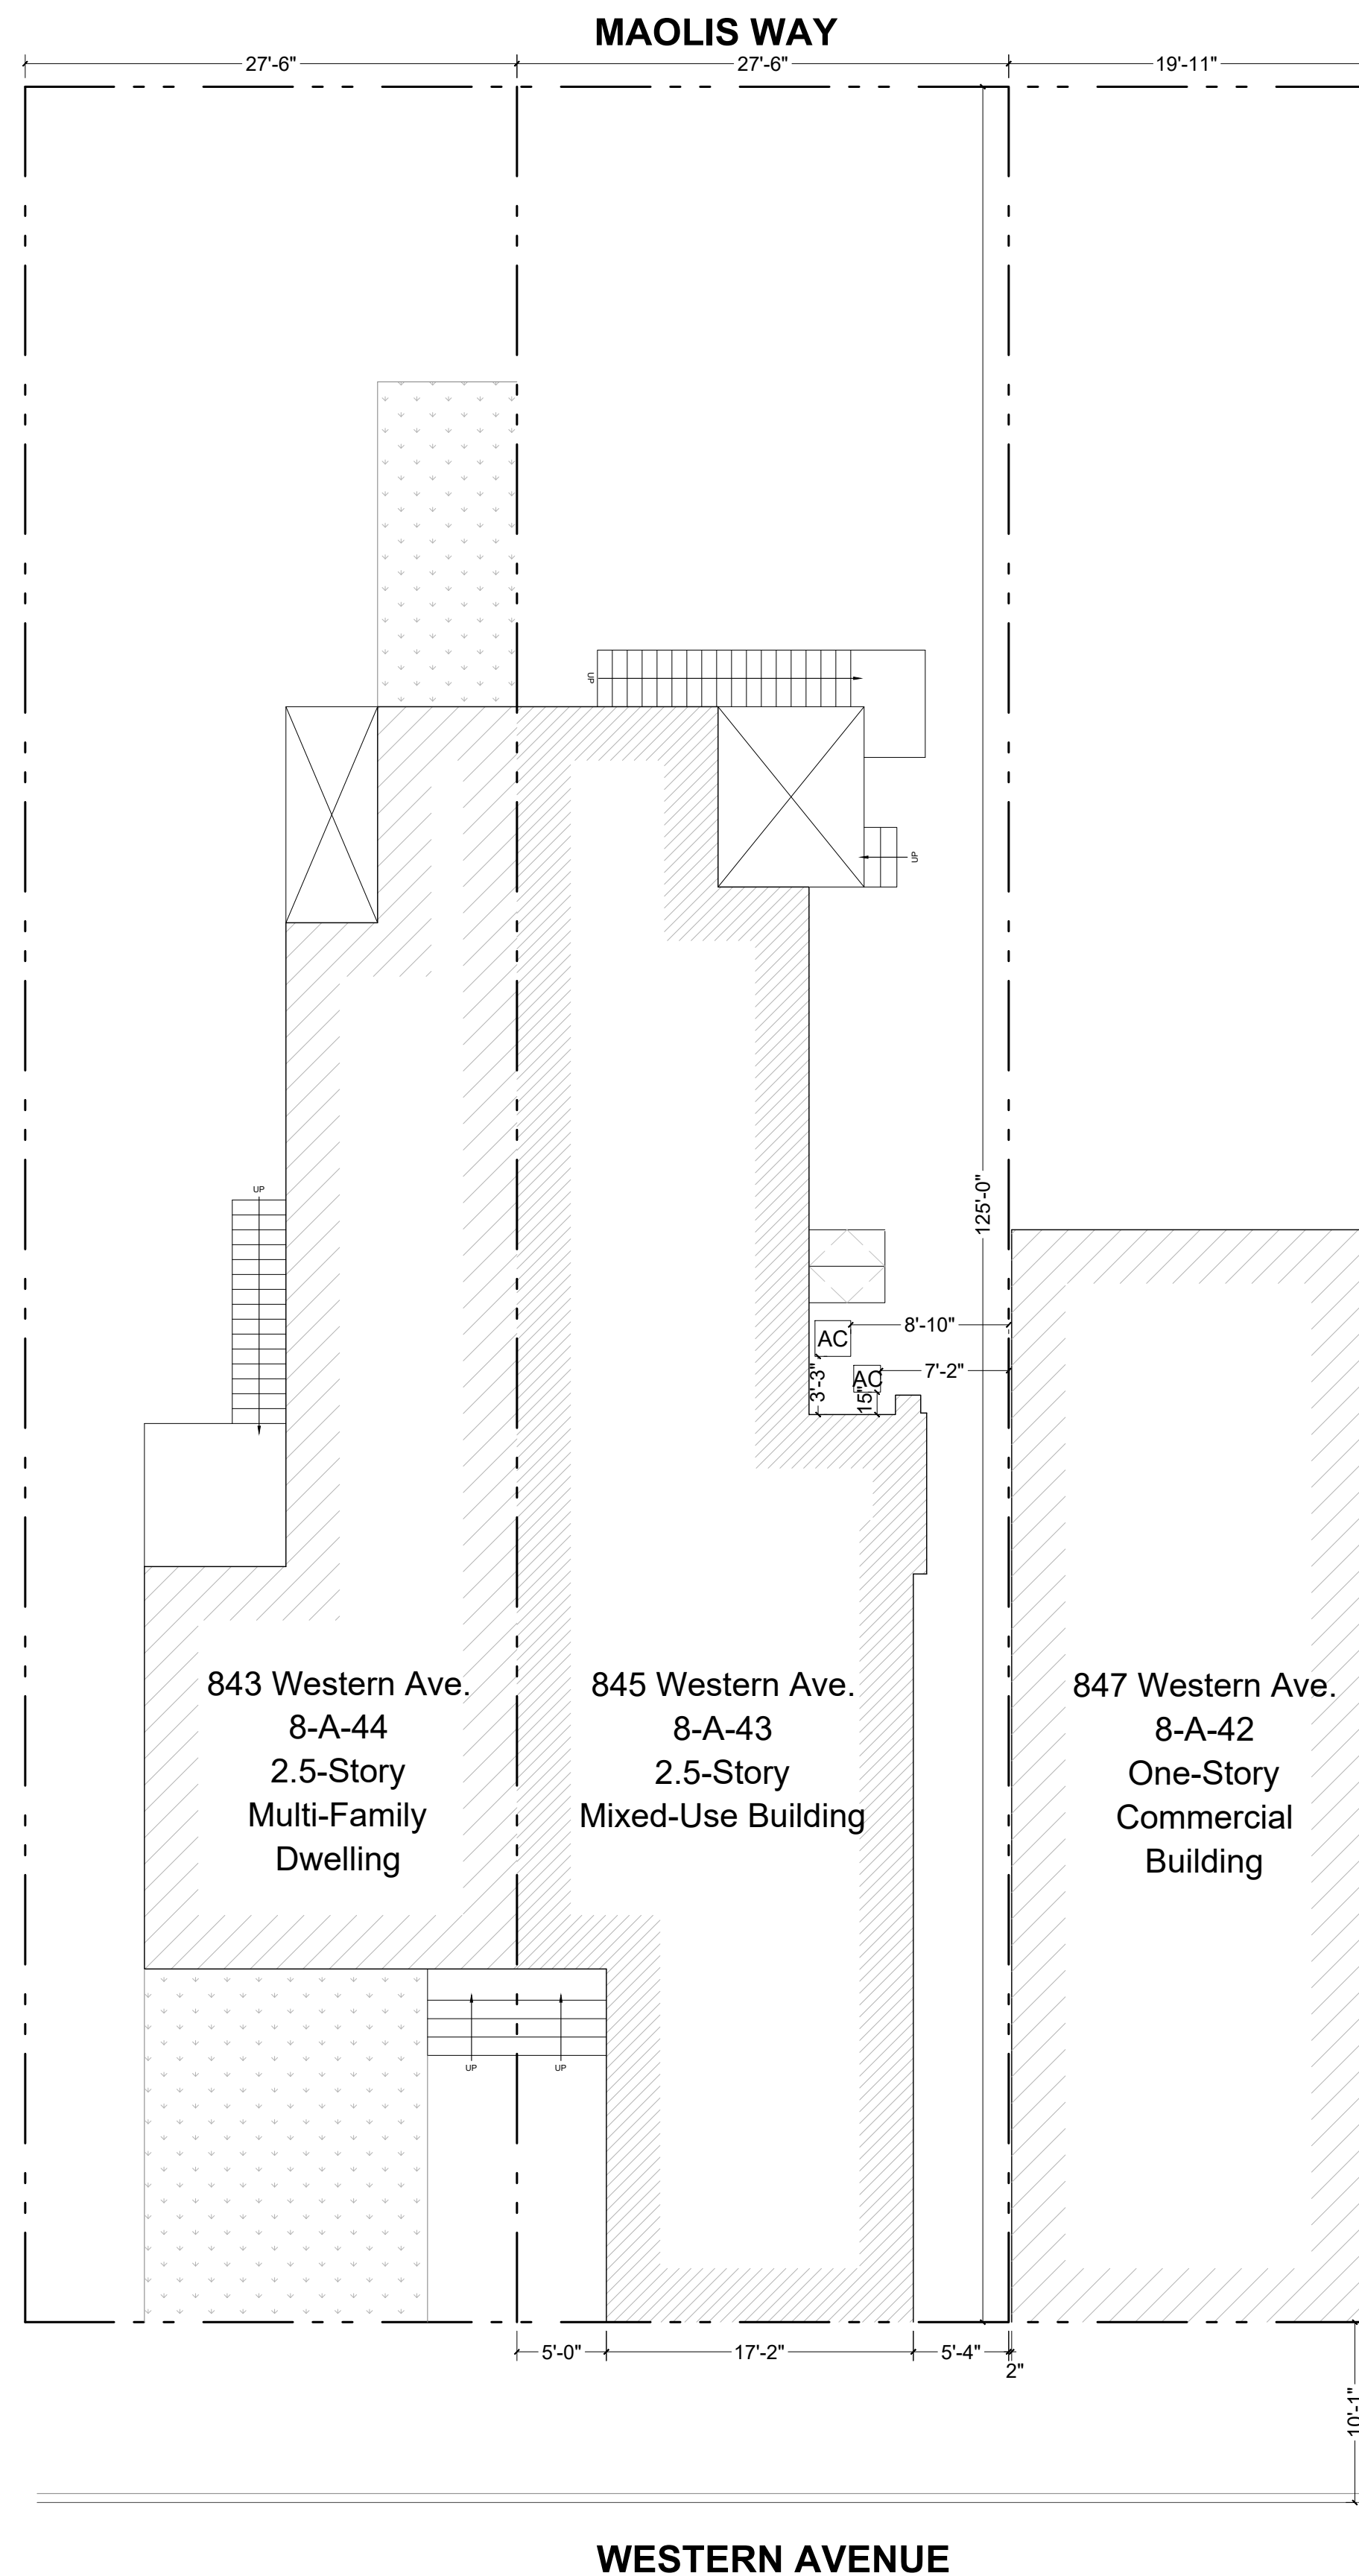 MAOLIS WAY
27'-6"
27'-6"
19'-11"
UP
UP
UP
125'-0"
8'-10"
AC
7'-2"
AC
3'-3"
15"
843 Western Ave.
8-A-44
2.5-Story
Multi-Family
Dwelling
845 Western Ave.
8-A-43
2.5-Story
Mixed-Use Building
847 Western Ave.
8-A-42
One-Story
Commercial
Building
UP
UP
5'-0"
17'-2"
5'-4"
2"
10'-1"
WESTERN AVENUE